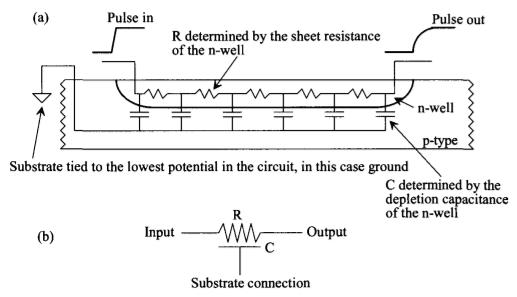 (a)
Pulse in
Pulse out
R determined by the sheet resistance
of the n-well
n-well
p-type
Substrate tied to the lowest potential in the circuit, in this case ground
C determined by the
depletion capacitance
of the n-well
(b)
R
Input
Output
C
Substrate connection